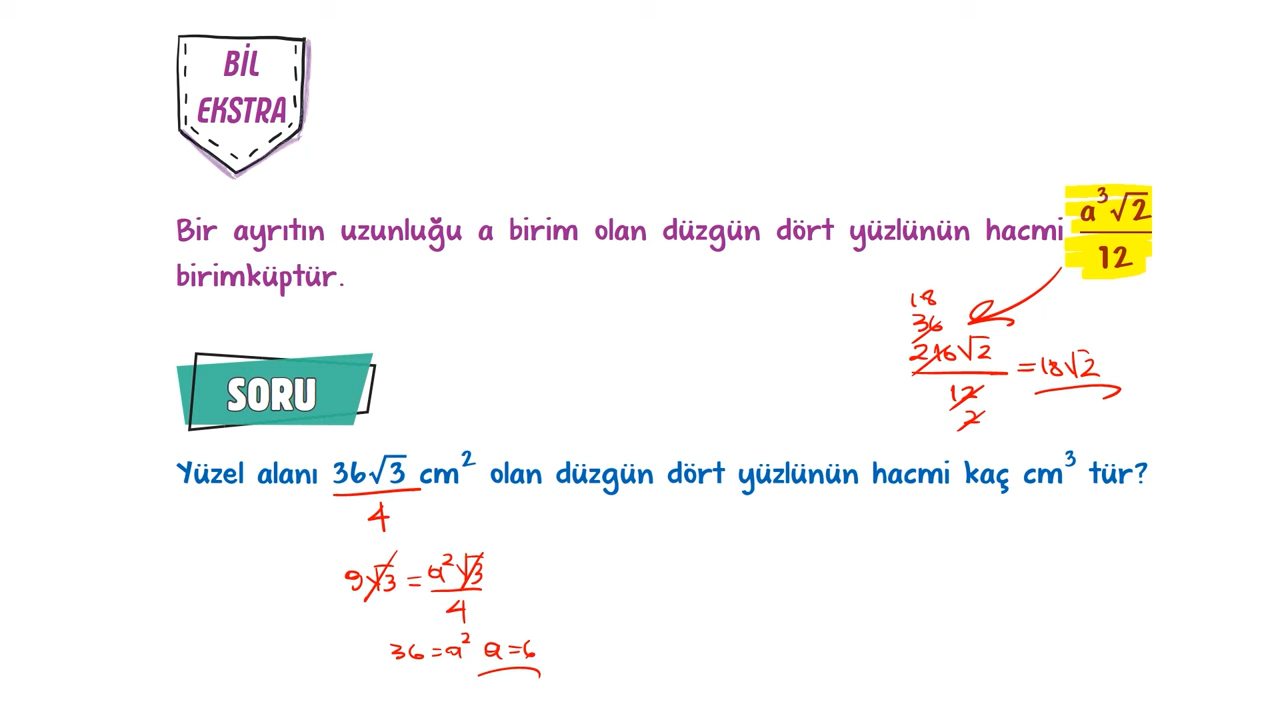 BİL
EKSTRA
Bir ayrıtın uzunluğu a birim olan düzgün dört yüzlünün hacmi a³√2 / 12
birimküptür.
18
36
216√2 / 12 = 18√2
2
SORU
Yüzel alanı 36√3 cm² olan düzgün dört yüzlünün hacmi kaç cm³ tür?
4
9√3 = a²√3 / 4
36 = a² a = 6